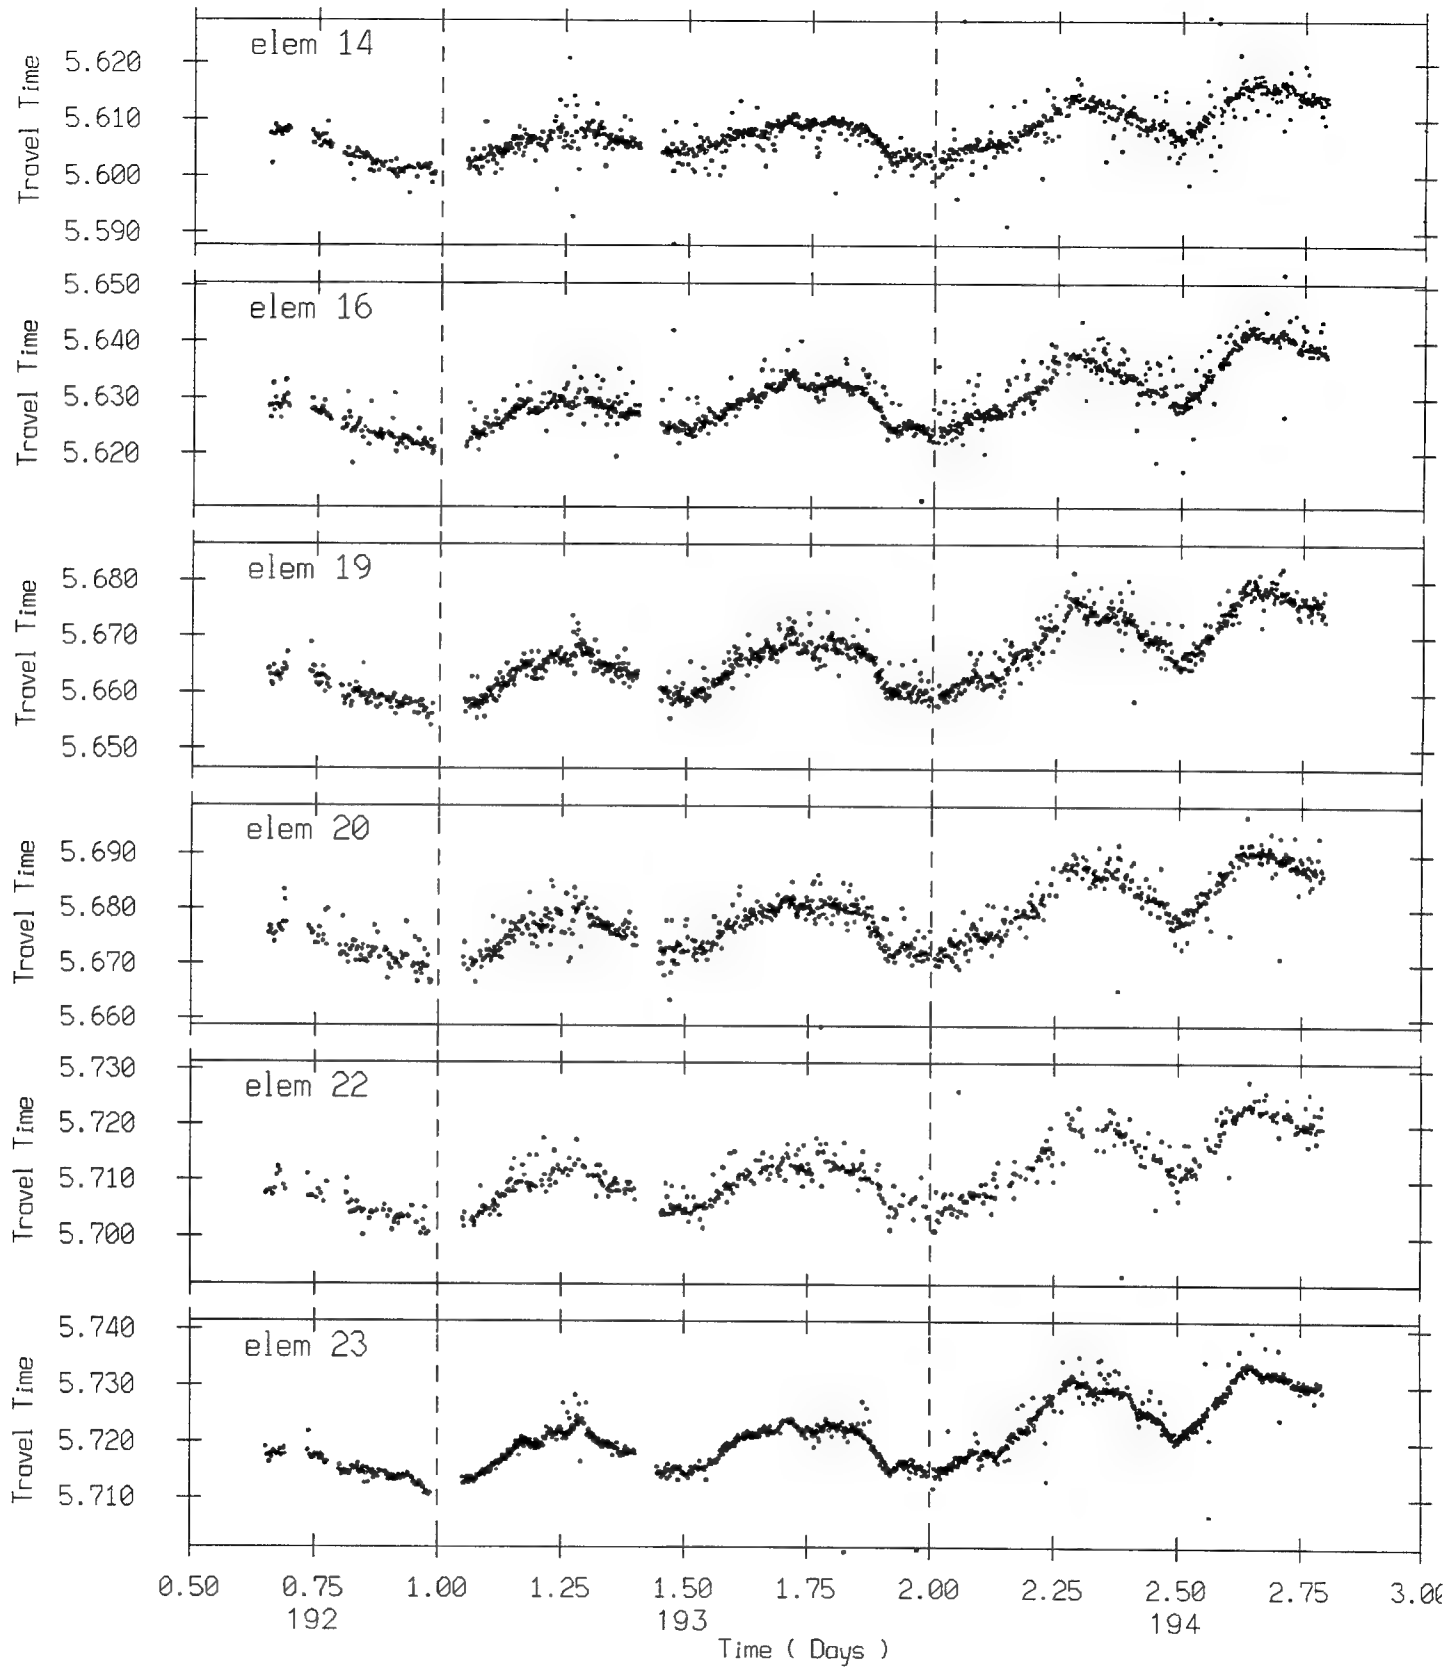 elem 14
Travel Time
5.620
5.610
5.600
5.590
elem 16
Travel Time
5.650
5.640
5.630
5.620
elem 19
Travel Time
5.680
5.670
5.660
5.650
elem 20
Travel Time
5.690
5.680
5.670
5.660
elem 22
Travel Time
5.730
5.720
5.710
5.700
elem 23
Travel Time
5.740
5.730
5.720
5.710
0.50 0.75 1.00 1.25 1.50 1.75 2.00 2.25 2.50 2.75 3.00
192 193 194
Time ( Days )